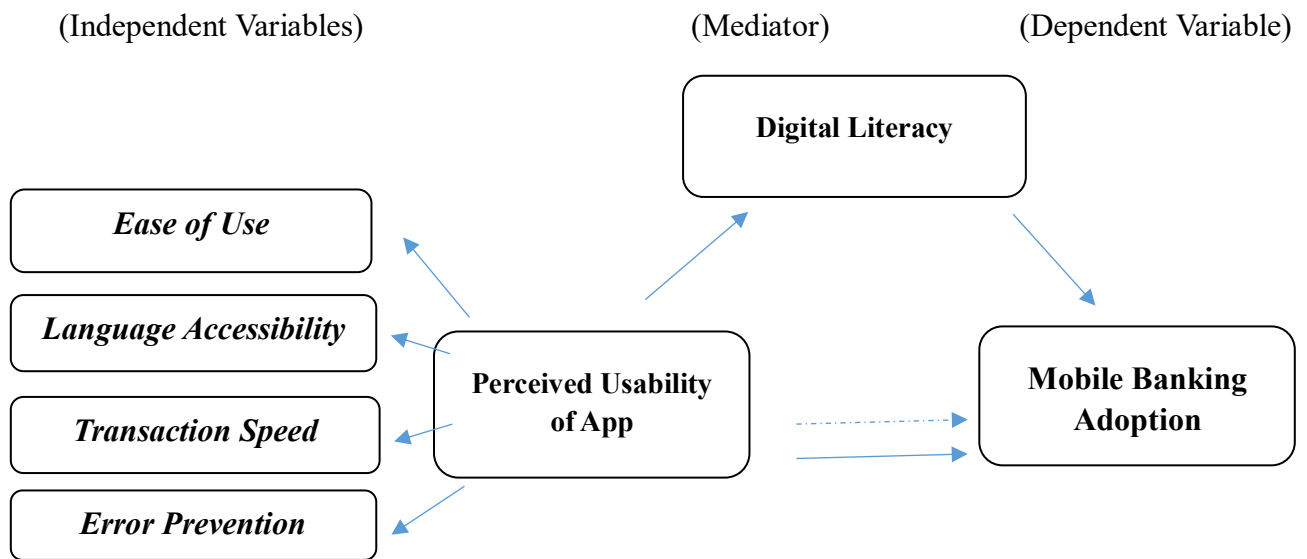 (Independent Variables) (Mediator) (Dependent Variable)
Digital Literacy
Ease of Use
Language Accessibility
Transaction Speed
Error Prevention
Perceived Usability
of App
Mobile Banking
Adoption